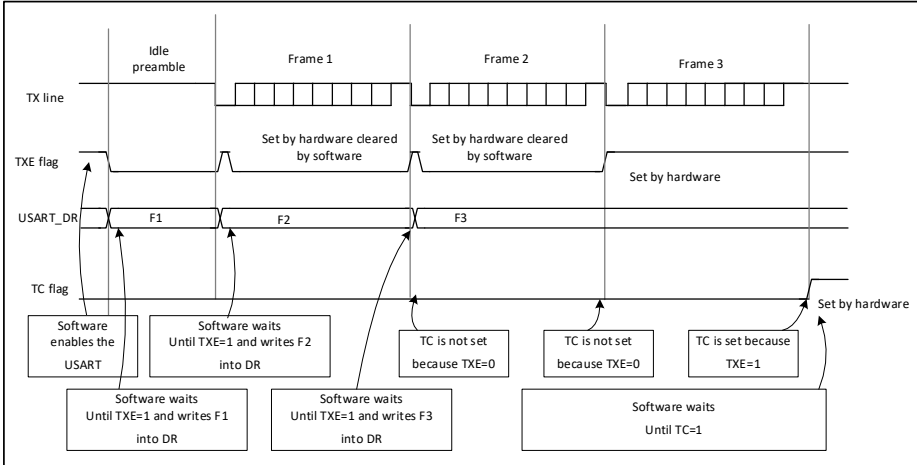 Idle
preamble
Frame 1
Frame 2
Frame 3
TX line
Set by hardware cleared
by software
Set by hardware cleared
by software
TXE flag
Set by hardware
USART_DR
F1
F2
F3
TC flag
Set by hardware
Software
enables the
USART
Software waits
Until TXE=1 and writes F2
into DR
TC is not set
because TXE=0
TC is not set
because TXE=0
TC is set because
TXE=1
Software waits
Until TXE=1 and writes F1
into DR
Software waits
Until TXE=1 and writes F3
into DR
Software waits
Until TC=1